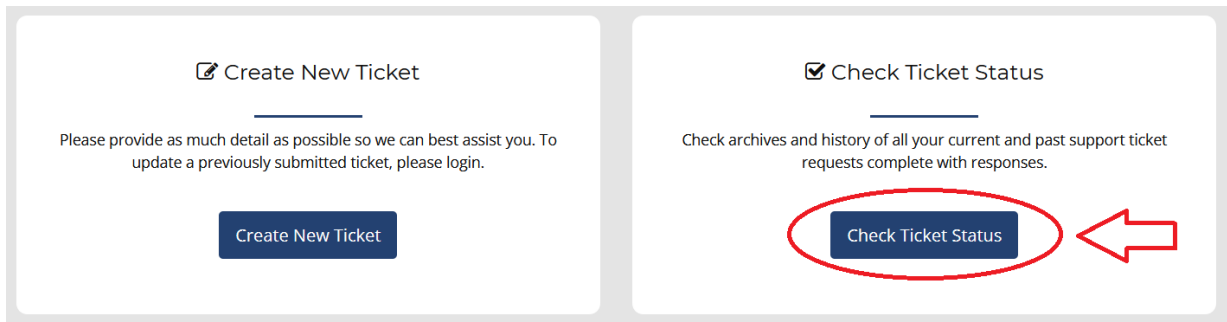 Create New Ticket
Please provide as much detail as possible so we can best assist you. To
update a previously submitted ticket, please login.
Create New Ticket
Check Ticket Status
Check archives and history of all your current and past support ticket
requests complete with responses.
Check Ticket Status